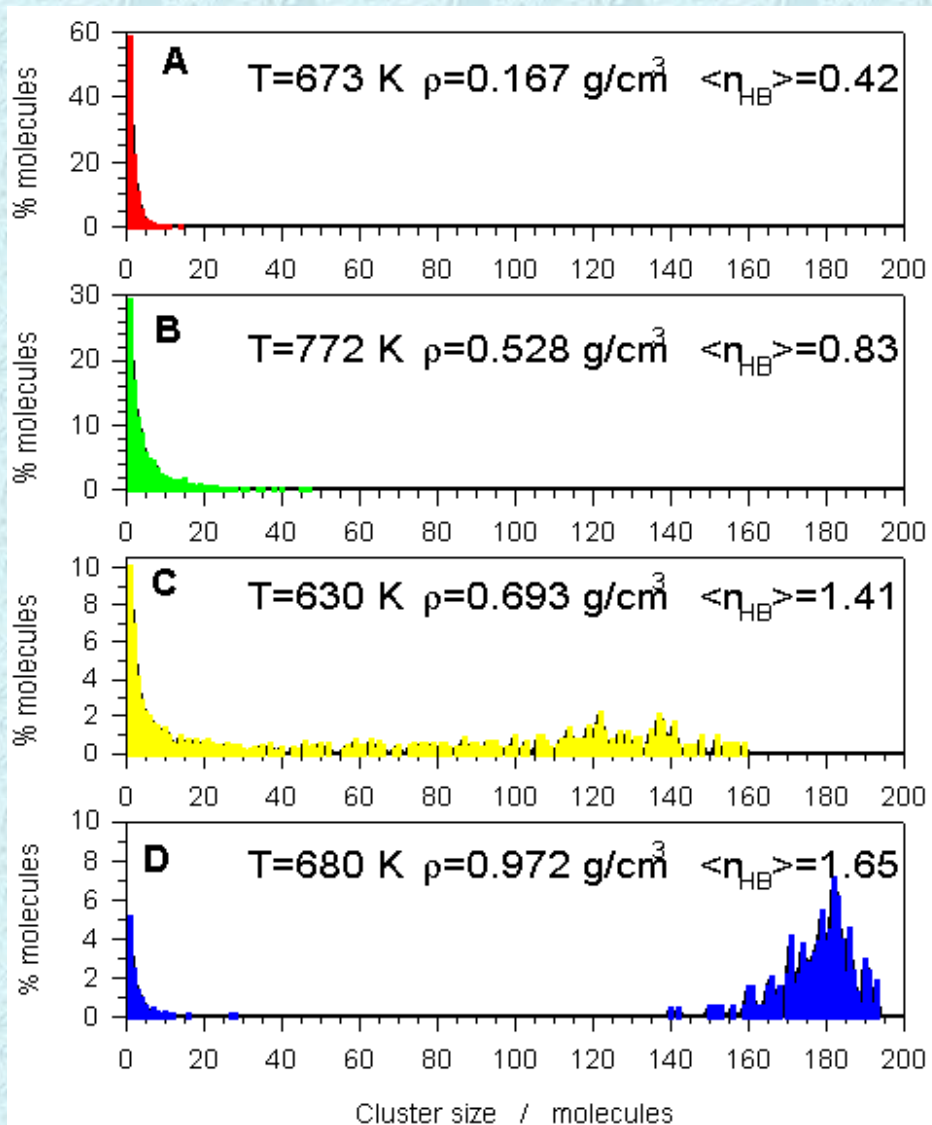 % molecules
60
40
20
0
A
T=673 K ρ=0.167 g/cm³ <nHB>=0.42
0 20 40 60 80 100 120 140 160 180 200
% molecules
30
20
10
0
B
T=772 K ρ=0.528 g/cm³ <nHB>=0.83
0 20 40 60 80 100 120 140 160 180 200
% molecules
10
8
6
4
2
0
C
T=630 K ρ=0.693 g/cm³ <nHB>=1.41
0 20 40 60 80 100 120 140 160 180 200
% molecules
10
8
6
4
2
0
D
T=680 K ρ=0.972 g/cm³ <nHB>=1.65
0 20 40 60 80 100 120 140 160 180 200
Cluster size / molecules